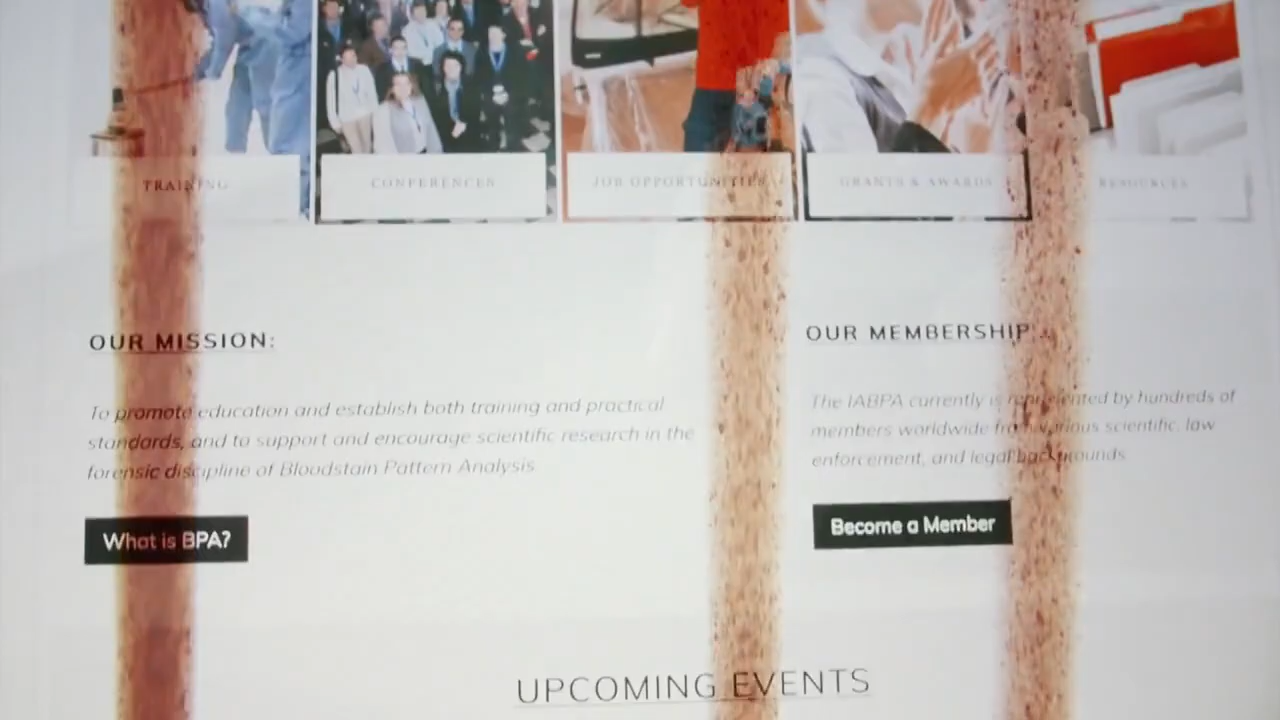 TRAINING
CONFERENCES
JOB OPPORTUNITIES
GRANTS & AWARDS
RESOURCES
OUR MISSION:
To promote education and establish both training and practical
standards, and to support and encourage scientific research in the
forensic discipline of Bloodstain Pattern Analysis
What is BPA?
OUR MEMBERSHIP
The IABPA currently is represented by hundreds of
members worldwide from various scientific, law
enforcement, and legal backgrounds
Become a Member
UPCOMING EVENTS